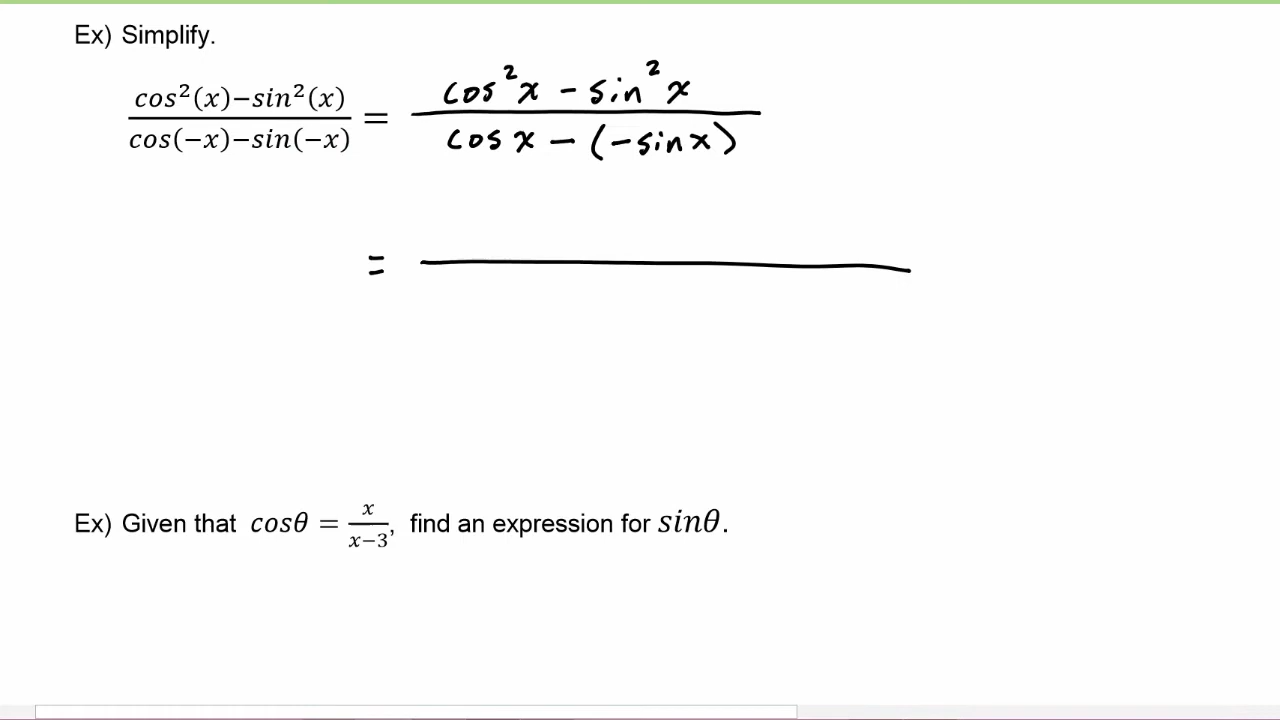 Ex) Simplify.
cos²(x)−sin²(x) / cos(−x)−sin(−x) = cos²x − sin²x / cos x − (−sin x)
=
Ex) Given that cosθ = x / x−3, find an expression for sinθ.